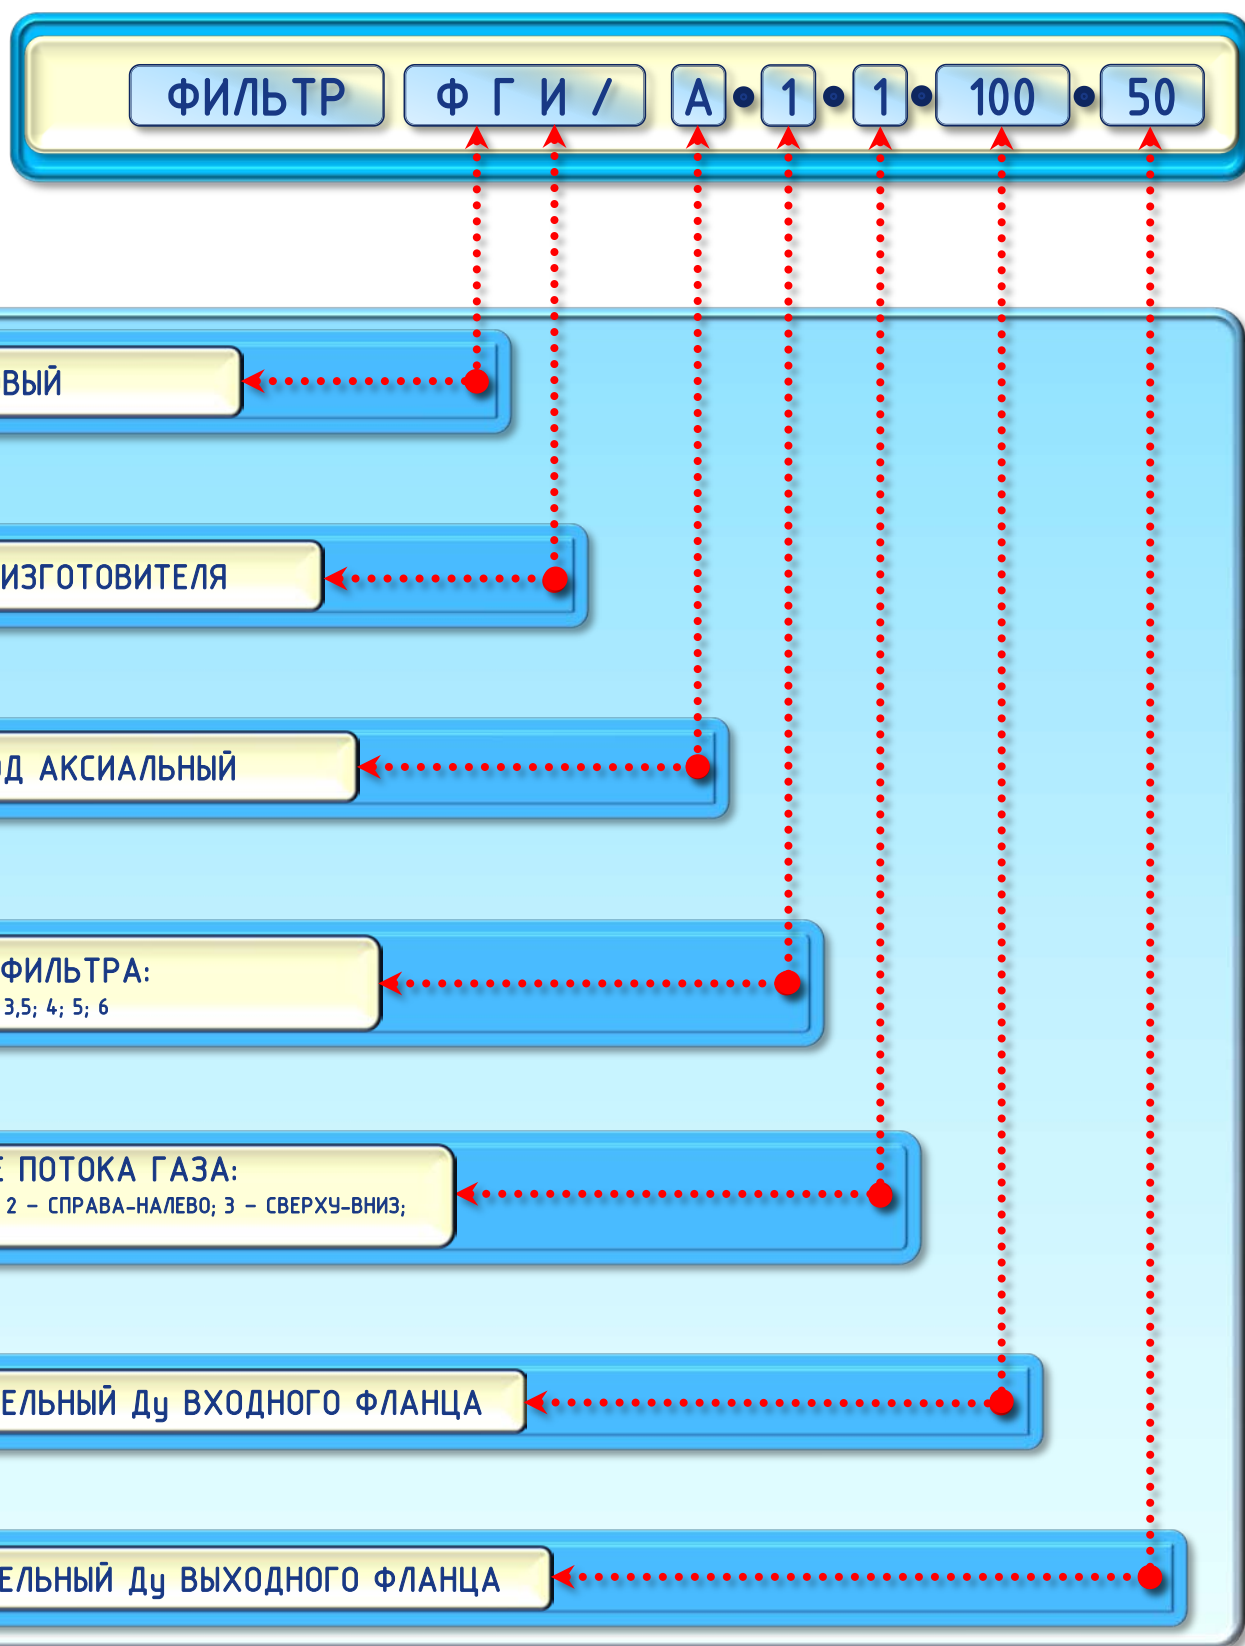 ФИЛЬТР Ф Г И / А • 1 • 1 • 100 • 50
ВЫЙ
ИЗГОТОВИТЕЛЯ
ОД АКСИАЛЬНЫЙ
ФИЛЬТРА:
3,5; 4; 5; 6
Е ПОТОКА ГАЗА:
2 – СПРАВА-НАЛЕВО; 3 – СВЕРХУ-ВНИЗ;
ЕЛЬНЫЙ Ду ВХОДНОГО ФЛАНЦА
ЕЛЬНЫЙ Ду ВЫХОДНОГО ФЛАНЦА